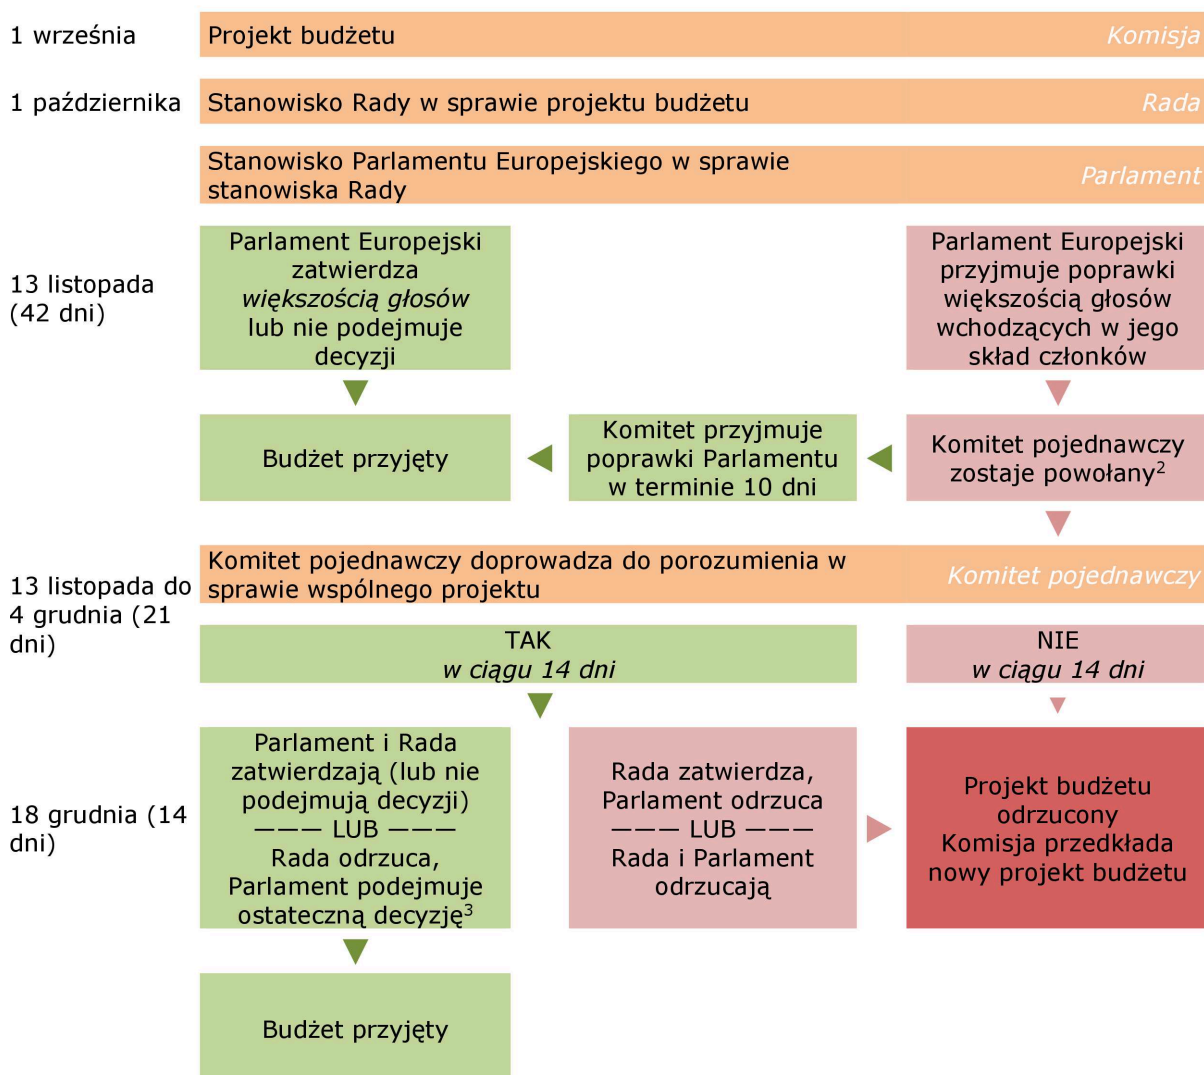 1 września
Projekt budżetu
Komisja
1 października
Stanowisko Rady w sprawie projektu budżetu
Rada
Stanowisko Parlamentu Europejskiego w sprawie
stanowiska Rady
Parlament
13 listopada
(42 dni)
Parlament Europejski
zatwierdza
większością głosów
lub nie podejmuje
decyzji
Parlament Europejski
przyjmuje poprawki
większością głosów
wchodzących w jego
skład członków
Budżet przyjęty
Komitet przyjmuje
poprawki Parlamentu
w terminie 10 dni
Komitet pojednawczy
zostaje powołany²
13 listopada do
4 grudnia (21
dni)
Komitet pojednawczy doprowadza do porozumienia w
sprawie wspólnego projektu
Komitet pojednawczy
TAK
w ciągu 14 dni
NIE
w ciągu 14 dni
18 grudnia (14
dni)
Parlament i Rada
zatwierdzają (lub nie
podejmują decyzji)
——— LUB ———
Rada odrzuca,
Parlament podejmuje
ostateczną decyzję³
Rada zatwierdza,
Parlament odrzuca
——— LUB ———
Rada i Parlament
odrzucają
Projekt budżetu
odrzucony
Komisja przedkłada
nowy projekt budżetu
Budżet przyjęty